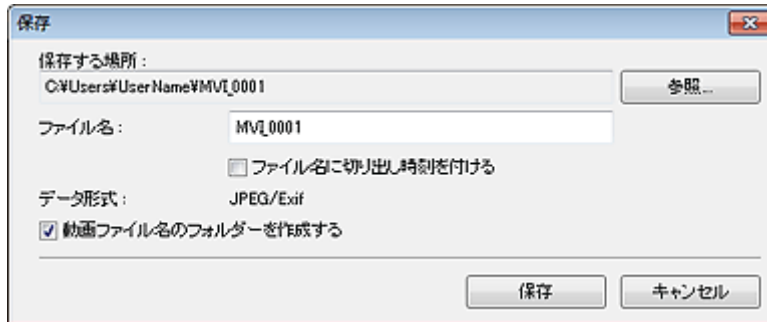 保存
保存する場所：
C:¥Users¥UserName¥MVI_0001
参照...
ファイル名： MVI_0001
ファイル名に切り出し時刻を付ける
データ形式： JPEG/Exif
動画ファイル名のフォルダーを作成する
保存 キャンセル